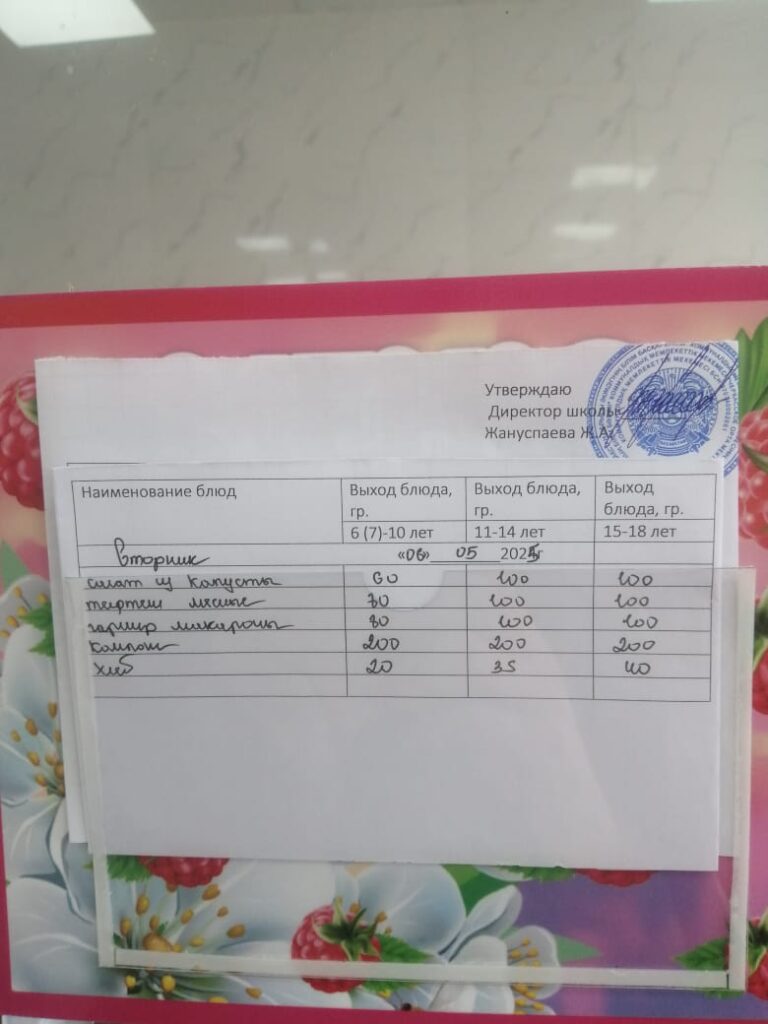 Утверждаю
Директор школы
Жануспаева Ж.А.
Наименование блюд Выход блюда, гр. Выход блюда, гр. Выход блюда, гр.
6 (7)-10 лет 11-14 лет 15-18 лет
Вторник «06» 05 2025г
салат из капусты 60 100 100
тефтели мясные 70 100 100
гарнир макароны 80 100 100
Компот 200 200 200
Хлеб 20 35 40